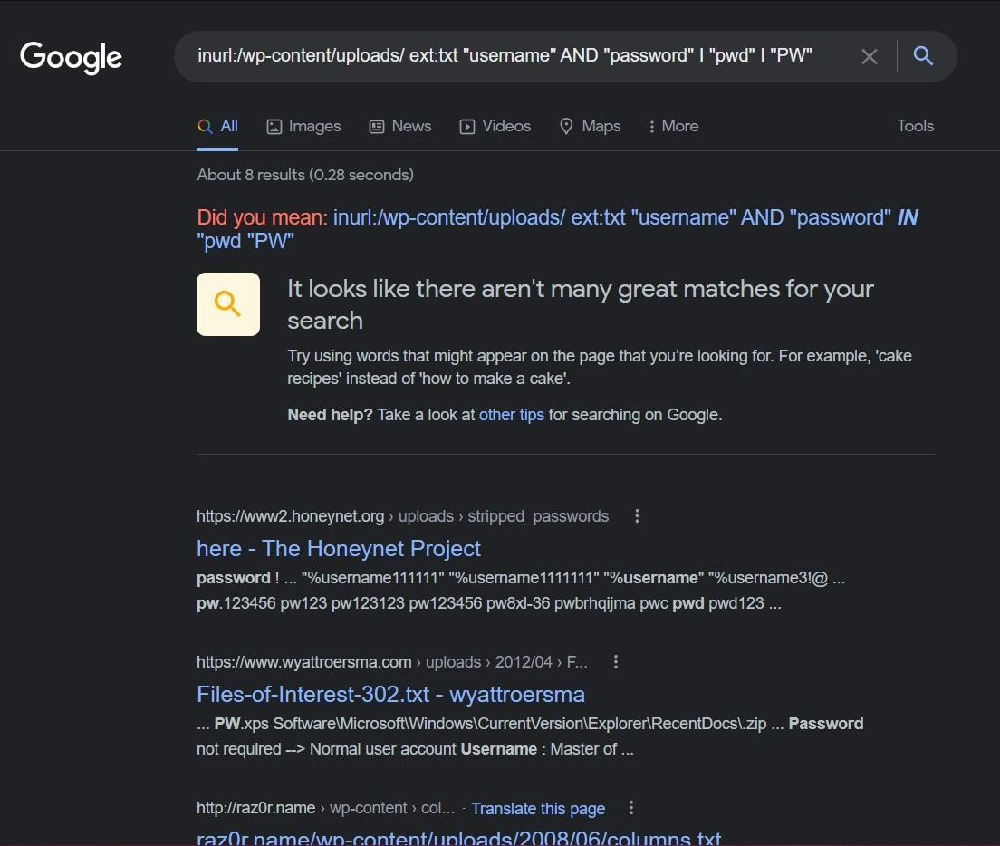 Google
inurl:/wp-content/uploads/ ext:txt "username" AND "password" | "pwd" | "PW"
All Images News Videos Maps More Tools
About 8 results (0.28 seconds)
Did you mean: inurl:/wp-content/uploads/ ext:txt "username" AND "password" IN
"pwd "PW"
It looks like there aren't many great matches for your
search
Try using words that might appear on the page that you're looking for. For example, 'cake
recipes' instead of 'how to make a cake'.
Need help? Take a look at other tips for searching on Google.
https://www2.honeynet.org › uploads › stripped_passwords
here - The Honeynet Project
password ! ... "%username111111" "%username1111111" "%username" "%username3!@ ...
pw.123456 pw123 pw123123 pw123456 pw8xl-36 pwbrhqijma pwc pwd pwd123 ...
https://www.wyattroersma.com › uploads › 2012/04 › F...
Files-of-Interest-302.txt - wyattroersma
... PW.xps Software\Microsoft\Windows\CurrentVersion\Explorer\RecentDocs\.zip ... Password
not required --> Normal user account Username : Master of ...
http://raz0r.name › wp-content › col... · Translate this page
raz0r.name/wp-content/uploads/2008/06/columns.txt